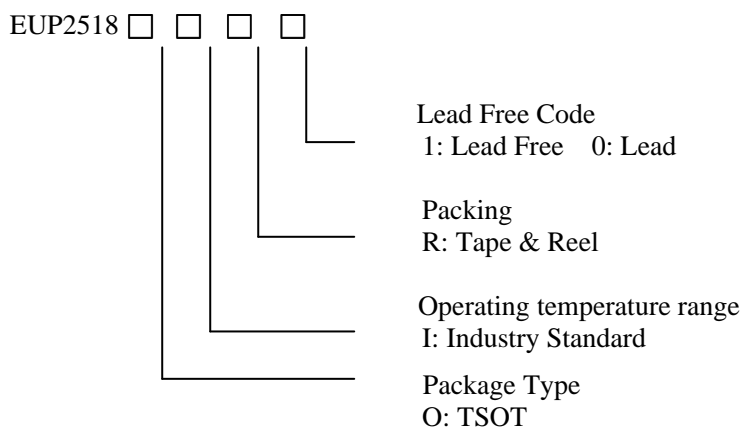 EUP2518 □ □ □ □
Lead Free Code
1: Lead Free 0: Lead
Packing
R: Tape & Reel
Operating temperature range
I: Industry Standard
Package Type
O: TSOT